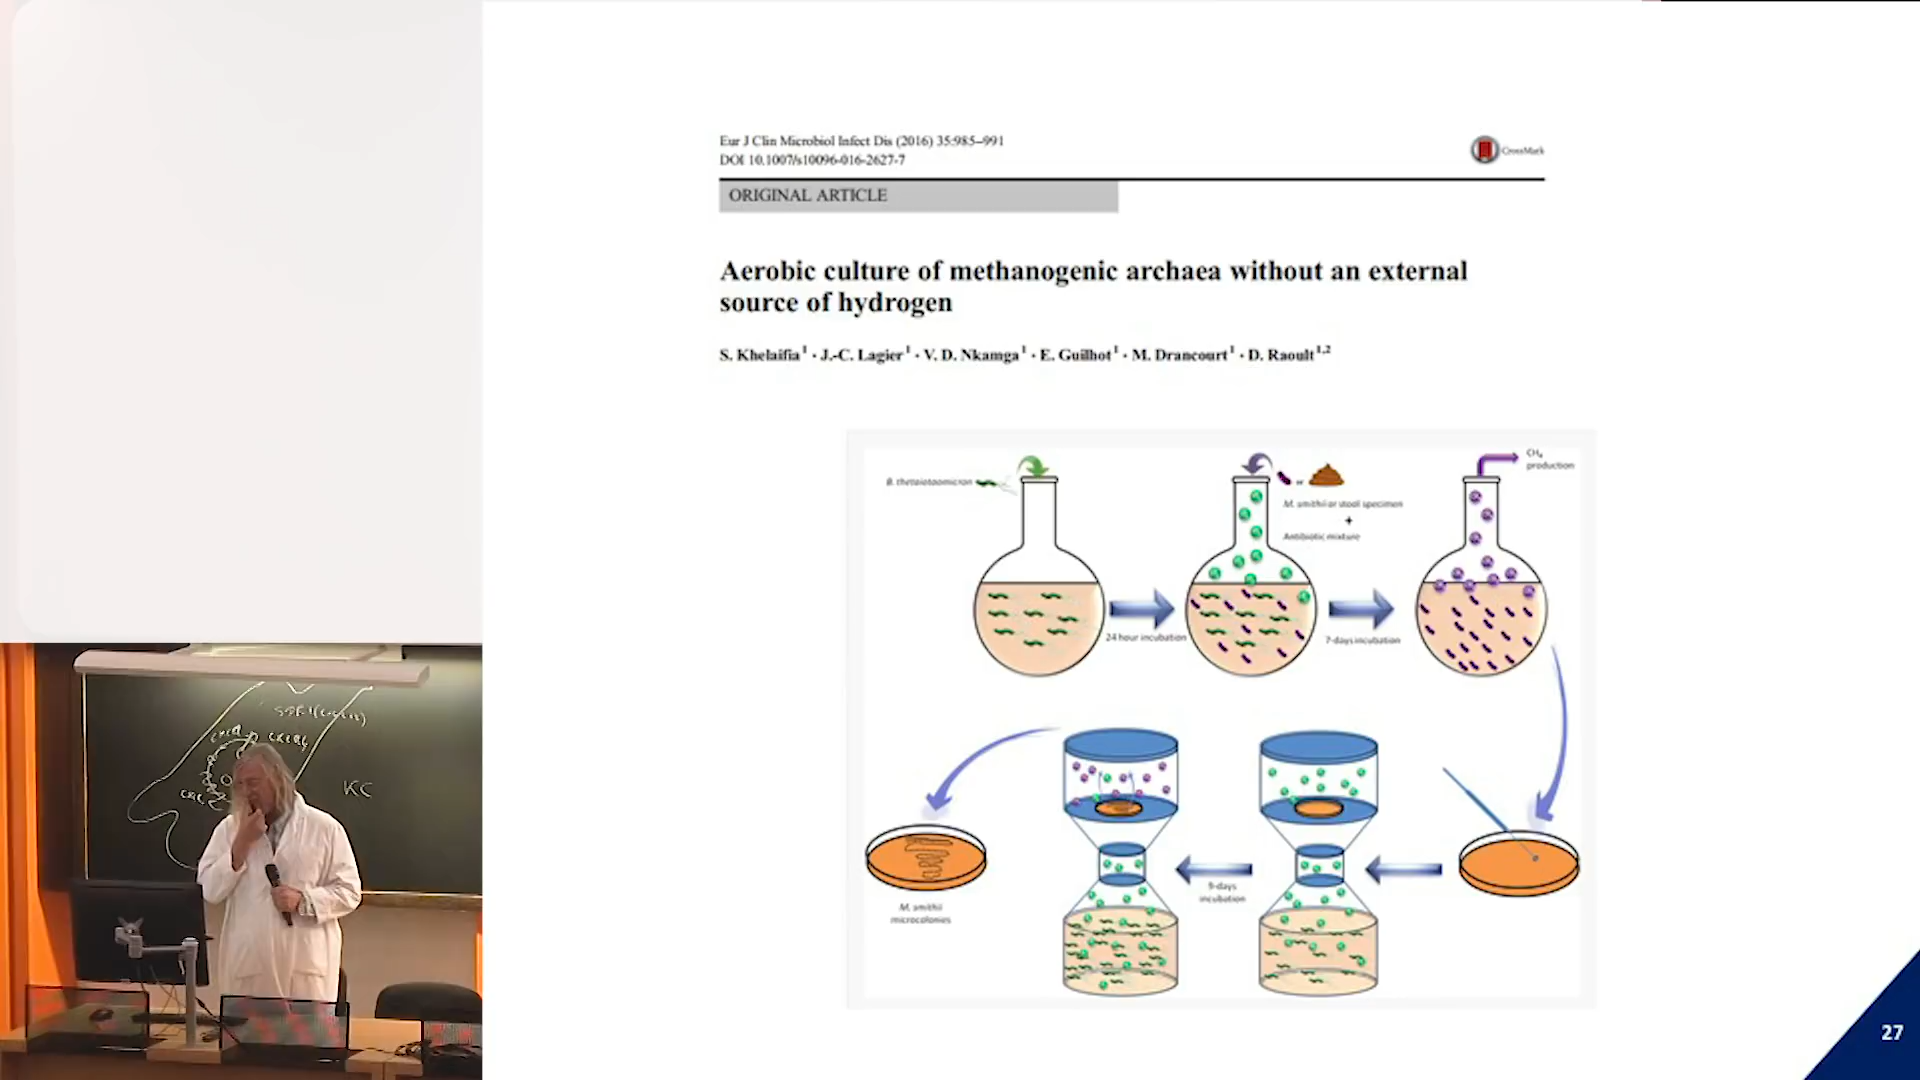 Eur J Clin Microbiol Infect Dis (2016) 35:985–991
DOI 10.1007/s10096-016-2627-7
CrossMark
ORIGINAL ARTICLE
Aerobic culture of methanogenic archaea without an external
source of hydrogen
S. Khelaifia¹ · J.-C. Lagier¹ · V. D. Nkamga¹ · E. Guilhot¹ · M. Drancourt¹ · D. Raoult¹,²
B. thetaiotaomicron
or
M. smithii or stool specimen
+
Antibiotic mixture
CH₄
production
24 hour incubation
7-days incubation
9-days
incubation
M. smithii
microcolonies
KC
27